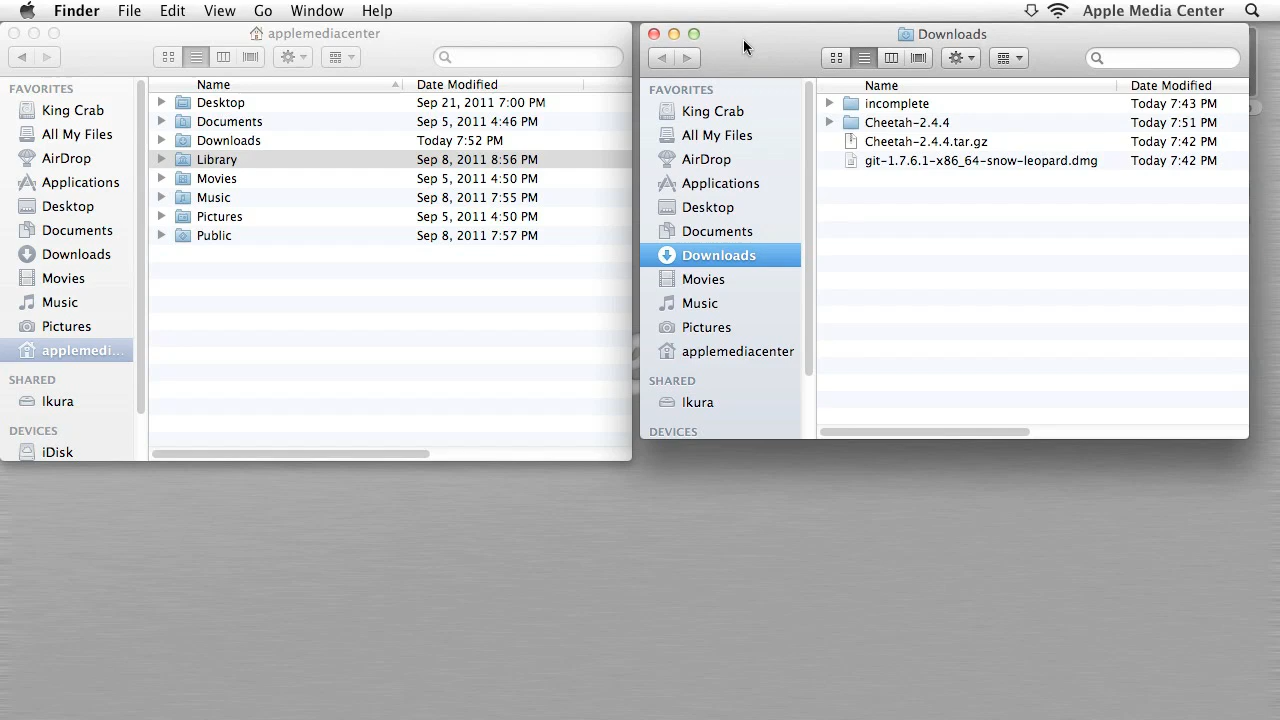 Finder File Edit View Go Window Help Apple Media Center
applemediacenter
Name Date Modified
FAVORITES
King Crab
All My Files
AirDrop
Applications
Desktop
Documents
Downloads
Movies
Music
Pictures
applemedi...
SHARED
Ikura
DEVICES
iDisk
Desktop Sep 21, 2011 7:00 PM
Documents Sep 5, 2011 4:46 PM
Downloads Today 7:52 PM
Library Sep 8, 2011 8:56 PM
Movies Sep 5, 2011 4:50 PM
Music Sep 8, 2011 7:55 PM
Pictures Sep 5, 2011 4:50 PM
Public Sep 8, 2011 7:57 PM
Downloads
FAVORITES
King Crab
All My Files
AirDrop
Applications
Desktop
Documents
Downloads
Movies
Music
Pictures
applemediacenter
SHARED
Ikura
DEVICES
Name Date Modified
incomplete Today 7:43 PM
Cheetah-2.4.4 Today 7:51 PM
Cheetah-2.4.4.tar.gz Today 7:42 PM
git-1.7.6.1-x86_64-snow-leopard.dmg Today 7:42 PM